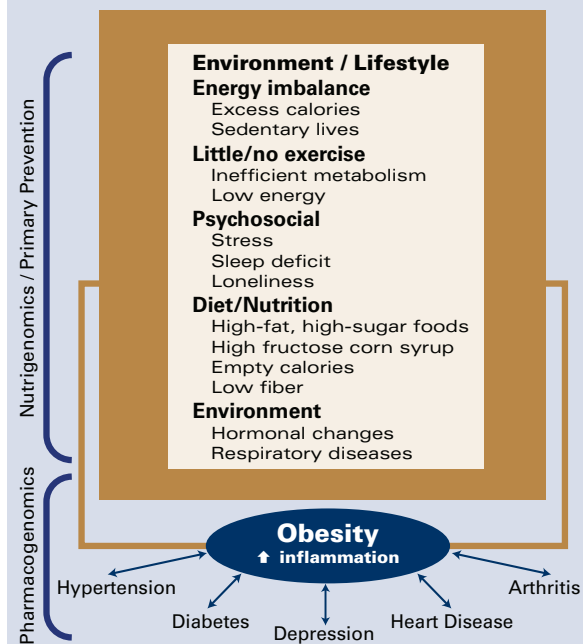 Nutrigenomics / Primary Prevention
Environment / Lifestyle
Energy imbalance
Excess calories
Sedentary lives
Little/no exercise
Inefficient metabolism
Low energy
Psychosocial
Stress
Sleep deficit
Loneliness
Diet/Nutrition
High-fat, high-sugar foods
High fructose corn syrup
Empty calories
Low fiber
Environment
Hormonal changes
Respiratory diseases
Pharmacogenomics
Obesity
⬆ inflammation
Hypertension
Diabetes
Depression
Heart Disease
Arthritis